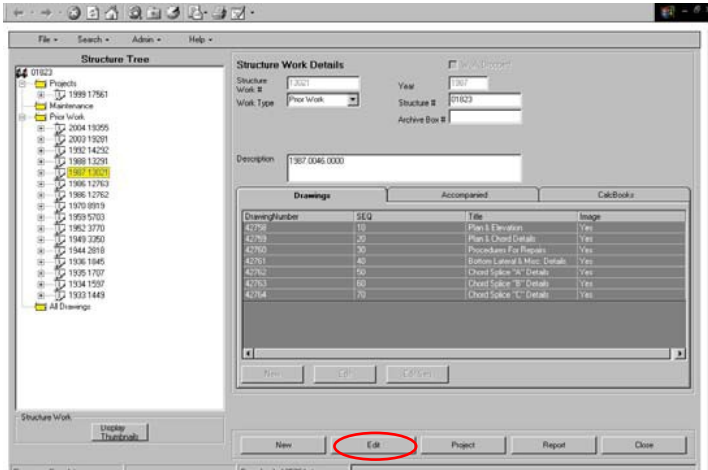 File Search Admin Help
Structure Tree
01823
Projects
1999 17561
Maintenance
Prior Work
2004 19355
2003 19281
1992 14292
1988 13291
1987 13021
1986 12763
1986 12762
1970 8919
1959 5703
1952 3770
1949 3350
1944 2818
1936 1845
1935 1707
1934 1597
1933 1449
All Drawings
Structure Work
Display
Thumbnails
Structure Work Details
Structure
Work #
13021
Year
1987
Work Type
Prior Work
Structure #
01823
Archive Box #
Description
1987.0046.0000
Drawings Accompanied CalcBooks
DrawingNumber SEQ Title Image
42758 10 Plan & Elevation Yes
42759 20 Plan & Chord Details Yes
42760 30 Procedures For Repairs Yes
42761 40 Bottom Lateral & Misc. Details Yes
42762 50 Chord Splice "A" Details Yes
42763 60 Chord Splice "B" Details Yes
42764 70 Chord Splice "C" Details Yes
New Edit Edit Set
New Edit Project Report Close